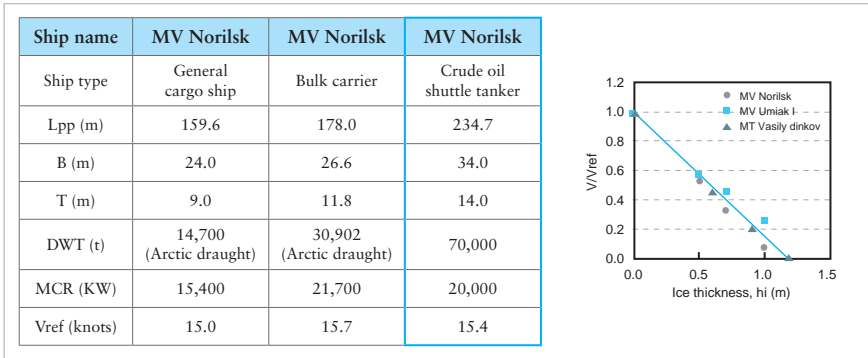 Ship name MV Norilsk MV Norilsk MV Norilsk
Ship type General cargo ship Bulk carrier Crude oil shuttle tanker
Lpp (m) 159.6 178.0 234.7
B (m) 24.0 26.6 34.0
T (m) 9.0 11.8 14.0
DWT (t) 14,700 (Arctic draught) 30,902 (Arctic draught) 70,000
MCR (KW) 15,400 21,700 20,000
Vref (knots) 15.0 15.7 15.4
V/Vref
1.2
1.0
0.8
0.6
0.4
0.2
0.0
MV Norilsk
MV Umiak I
MT Vasily dinkov
0.0 0.5 1.0 1.5
Ice thickness, hi (m)